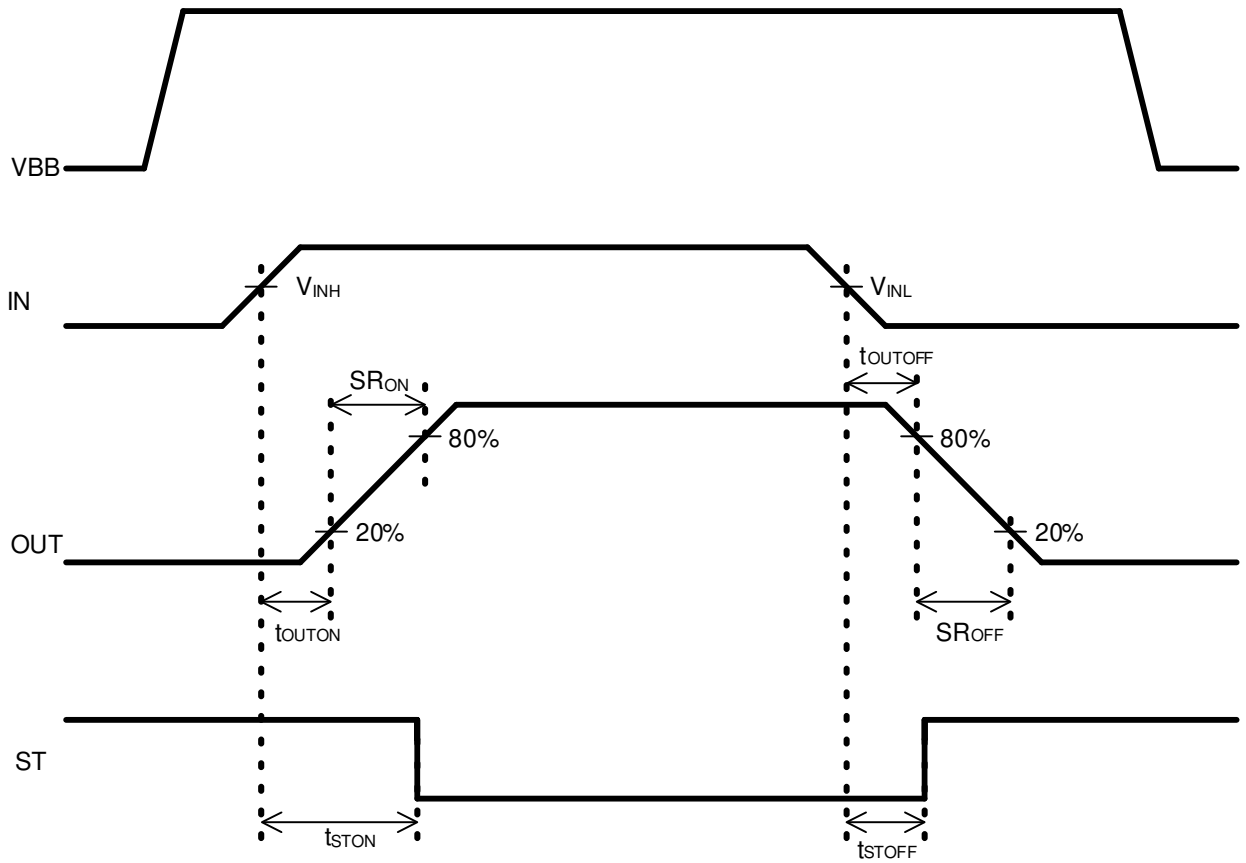 VBB
IN
VINH
VINL
tOUTOFF
SRON
80%
80%
20%
20%
OUT
tOUTON
SROFF
ST
tSTON
tSTOFF